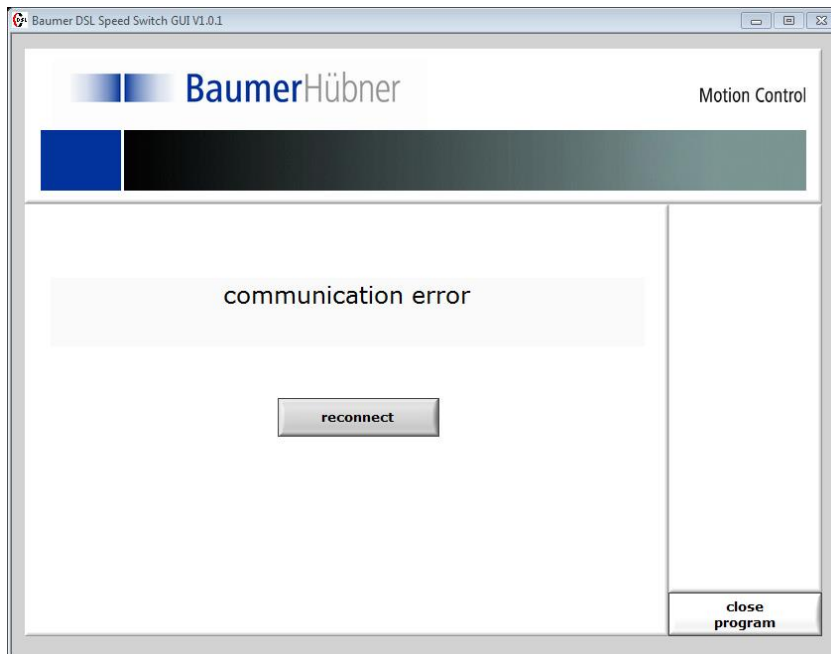 Baumer DSL Speed Switch GUI V1.0.1
BaumerHübner
Motion Control
communication error
reconnect
close
program